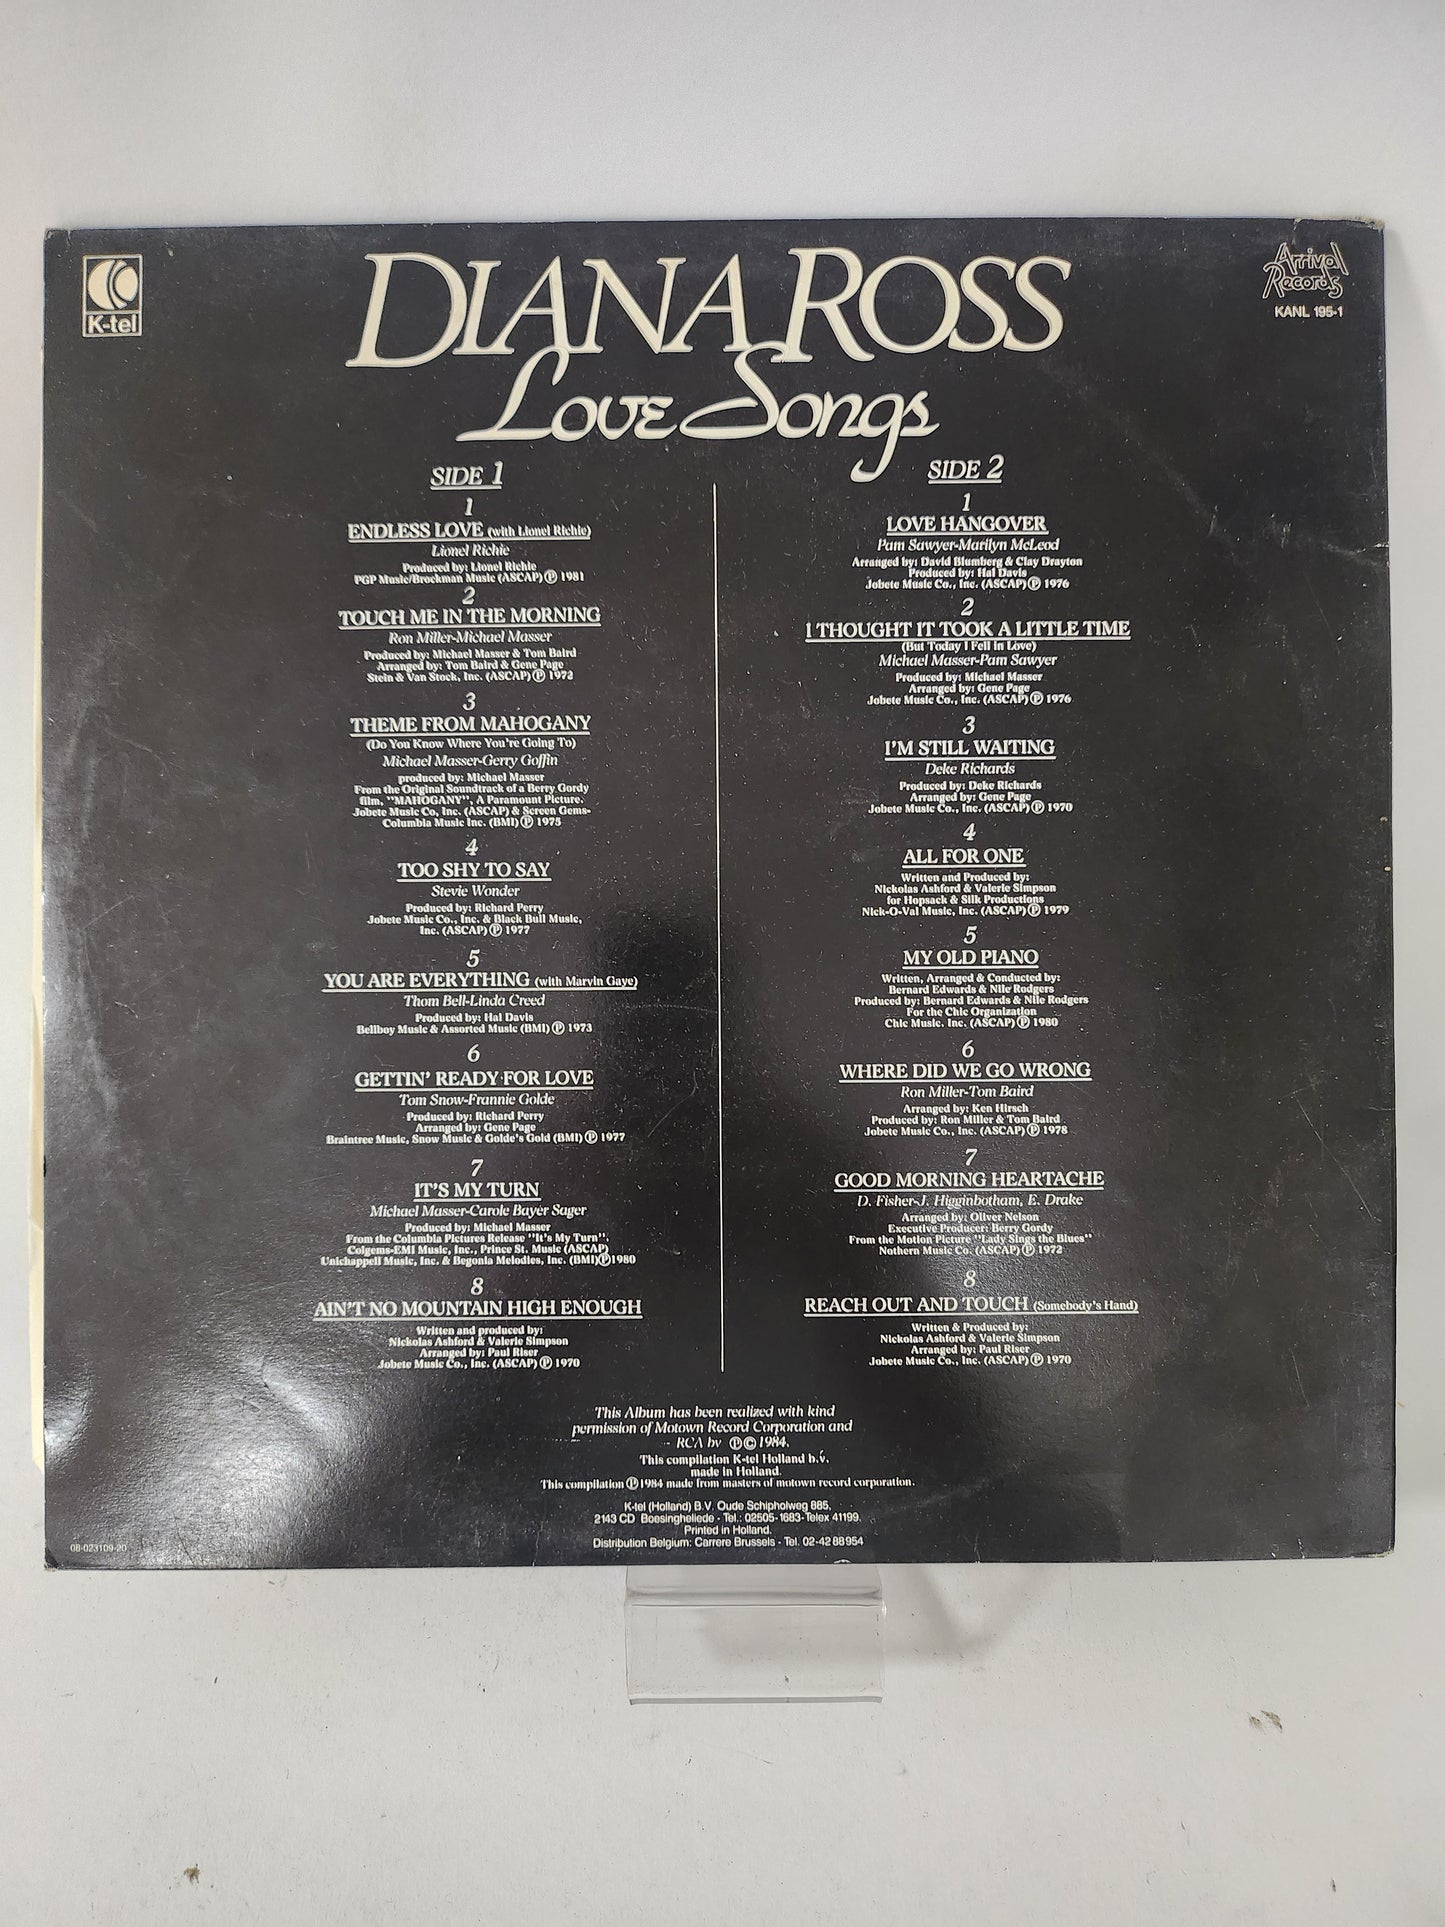 K-tel
Arrival
Records
KANL 195-1
DIANA ROSS
Love Songs
SIDE 1
1
ENDLESS LOVE (with Lionel Richie)
Lionel Richie
Produced by: Lionel Richie
PGP Music/Brockman Music (ASCAP) ℗ 1981
2
TOUCH ME IN THE MORNING
Ron Miller-Michael Masser
Produced by: Michael Masser & Tom Baird
Arranged by: Tom Baird & Gene Page
Stein & Van Stock, Inc. (ASCAP) ℗ 1972
3
THEME FROM MAHOGANY
(Do You Know Where You're Going To)
Michael Masser-Gerry Goffin
produced by: Michael Masser
From the Original Soundtrack of a Berry Gordy
film, "MAHOGANY", A Paramount Picture.
Jobete Music Co, Inc. (ASCAP) & Screen Gems-
Columbia Music Inc. (BMI) ℗ 1975
4
TOO SHY TO SAY
Stevie Wonder
Produced by: Richard Perry
Jobete Music Co., Inc. & Black Bull Music,
Inc. (ASCAP) ℗ 1977
5
YOU ARE EVERYTHING (with Marvin Gaye)
Thom Bell-Linda Creed
Produced by: Hal Davis
Bellboy Music & Assorted Music (BMI) ℗ 1973
6
GETTIN' READY FOR LOVE
Tom Snow-Frannie Golde
Produced by: Richard Perry
Arranged by: Gene Page
Braintree Music, Snow Music & Golde's Gold (BMI) ℗ 1977
7
IT'S MY TURN
Michael Masser-Carole Bayer Sager
Produced by: Michael Masser
From the Columbia Pictures Release "It's My Turn",
Colgems-EMI Music, Inc., Prince St. Music (ASCAP)
Unichappell Music, Inc. & Begonia Melodies, Inc. (BMI) ℗ 1980
8
AIN'T NO MOUNTAIN HIGH ENOUGH
Written and produced by:
Nickolas Ashford & Valerie Simpson
Arranged by: Paul Riser
Jobete Music Co., Inc. (ASCAP) ℗ 1970
SIDE 2
1
LOVE HANGOVER
Pam Sawyer-Marilyn McLeod
Arranged by: David Blumberg & Clay Drayton
Produced by: Hal Davis
Jobete Music Co., Inc. (ASCAP) ℗ 1976
2
I THOUGHT IT TOOK A LITTLE TIME
(But Today I Fell in Love)
Michael Masser-Pam Sawyer
Produced by: Michael Masser
Arranged by: Gene Page
Jobete Music Co., Inc. (ASCAP) ℗ 1976
3
I'M STILL WAITING
Deke Richards
Produced by: Deke Richards
Arranged by: Gene Page
Jobete Music Co., Inc. (ASCAP) ℗ 1970
4
ALL FOR ONE
Written and Produced by:
Nickolas Ashford & Valerie Simpson
for Hopsack & Silk Productions
Nick-O-Val Music, Inc. (ASCAP) ℗ 1979
5
MY OLD PIANO
Written, Arranged & Conducted by:
Bernard Edwards & Nile Rodgers
Produced by: Bernard Edwards & Nile Rodgers
For the Chic Organization
Chic Music. Inc. (ASCAP) ℗ 1980
6
WHERE DID WE GO WRONG
Ron Miller-Tom Baird
Arranged by: Ken Hirsch
Produced by: Ron Miller & Tom Baird
Jobete Music Co., Inc. (ASCAP) ℗ 1978
7
GOOD MORNING HEARTACHE
D. Fisher-J. Higginbotham, E. Drake
Arranged by: Oliver Nelson
Executive Producer: Berry Gordy
From the Motion Picture "Lady Sings the Blues"
Nothern Music Co. (ASCAP) ℗ 1972
8
REACH OUT AND TOUCH (Somebody's Hand)
Written & Produced by:
Nickolas Ashford & Valerie Simpson
Arranged by: Paul Riser
Jobete Music Co., Inc. (ASCAP) ℗ 1970
This Album has been realized with kind
permission of Motown Record Corporation and
RCA bv ℗ © 1984.
This compilation K-tel Holland b.v.
made in Holland.
This compilation ℗ 1984 made from masters of motown record corporation.
K-tel (Holland) B.V. Oude Schipholweg 885,
2143 CD Boesingheliede - Tel.: 02505-1683-Telex 41199.
Printed in Holland.
Distribution Belgium: Carrere Brussels - Tel. 02-42 88 954
08-023109-20